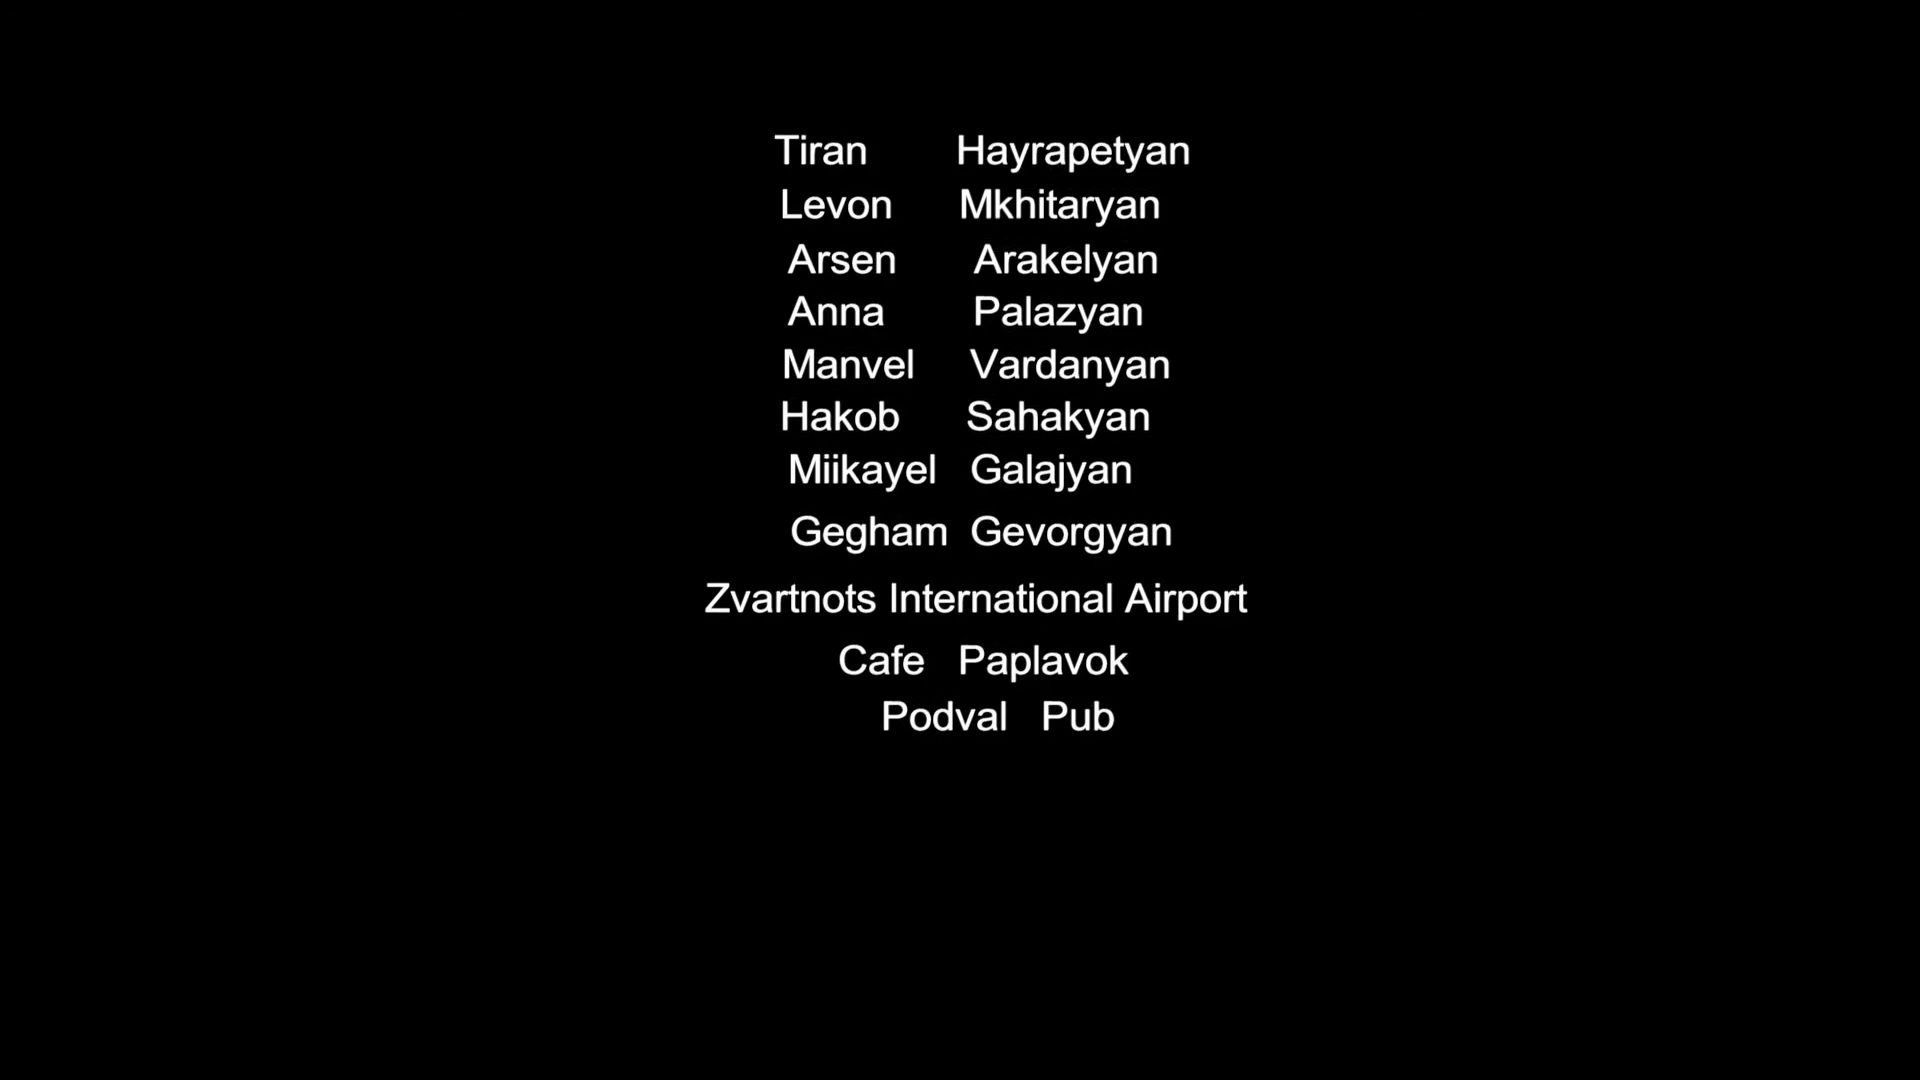 Tiran Hayrapetyan
Levon Mkhitaryan
Arsen Arakelyan
Anna Palazyan
Manvel Vardanyan
Hakob Sahakyan
Miikayel Galajyan
Gegham Gevorgyan
Zvartnots International Airport
Cafe Paplavok
Podval Pub